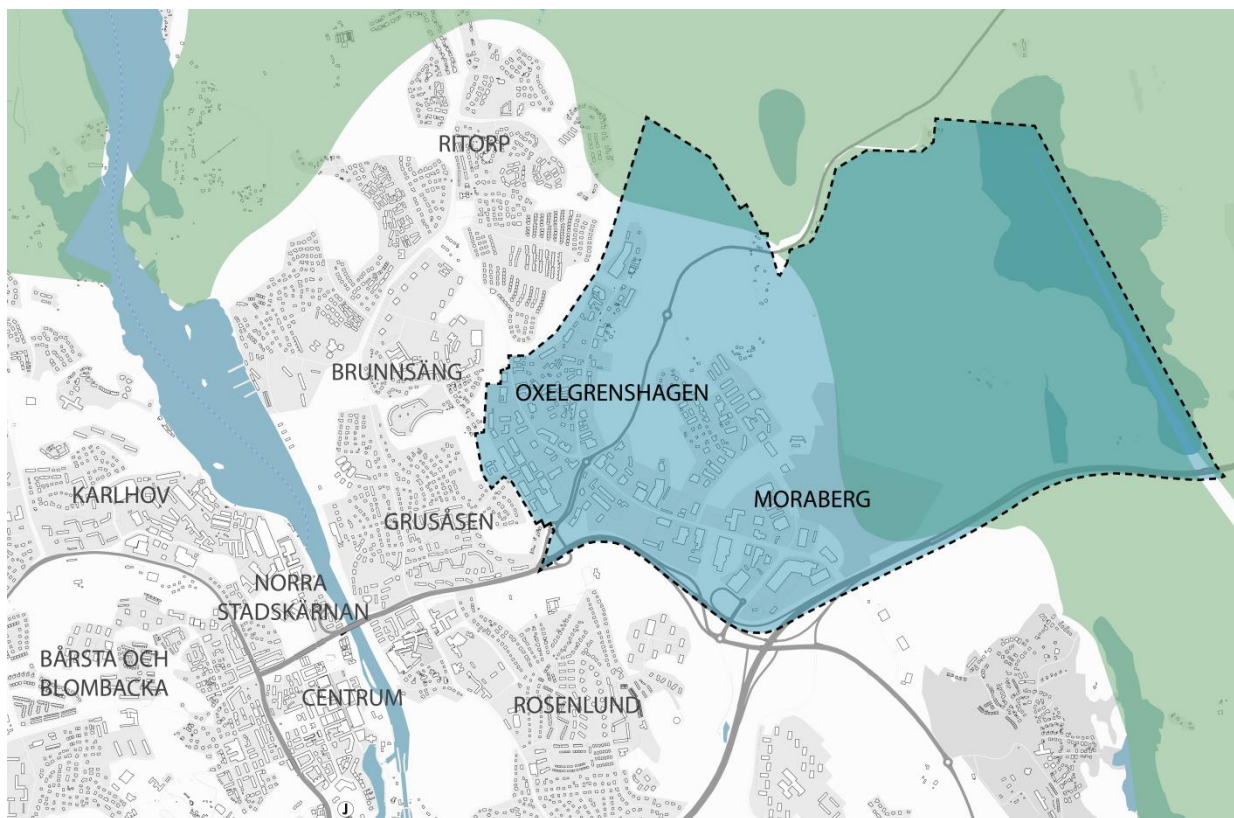 RITORP
BRUNNSÄNG
OXELGRENSHAGEN
KARLHOV
GRUSÅSEN
MORABERG
NORRA
STADSKÄRNAN
BÅRSTA OCH
BLOMBACKA
CENTRUM
ROSENLUND
J